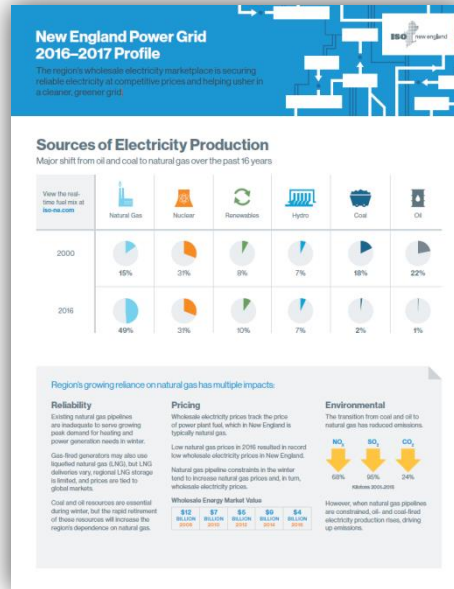 New England Power Grid
2016–2017 Profile
The region's wholesale electricity marketplace is securing
reliable electricity at competitive prices and helping usher in
a cleaner, greener grid.
ISO new england
Sources of Electricity Production
Major shift from oil and coal to natural gas over the past 16 years
View the real-
time fuel mix at
iso-ne.com
Natural Gas Nuclear Renewables Hydro Coal Oil
2000
15% 31% 8% 7% 18% 22%
2016
49% 31% 10% 7% 2% 1%
Region's growing reliance on natural gas has multiple impacts:
Reliability
Existing natural gas pipelines
are inadequate to serve growing
peak demand for heating and
power generation needs in winter.
Gas-fired generators may also use
liquefied natural gas (LNG), but LNG
deliveries vary, regional LNG storage
is limited, and prices are tied to
global markets.
Coal and oil resources are essential
during winter, but the rapid retirement
of these resources will increase the
region's dependence on natural gas.
Pricing
Wholesale electricity prices track the price
of power plant fuel, which in New England is
typically natural gas.
Low natural gas prices in 2016 resulted in record
low wholesale electricity prices in New England.
Natural gas pipeline constraints in the winter
tend to increase natural gas prices and, in turn,
wholesale electricity prices.
Wholesale Energy Market Value
$12 $7 $5 $9 $4
BILLION BILLION BILLION BILLION BILLION
Environmental
The transition from coal and oil to
natural gas has reduced emissions.
NOx SO2 CO2
68% 95% 24%
However, when natural gas pipelines
are constrained, oil- and coal-fired
electricity production rises, driving
up emissions.